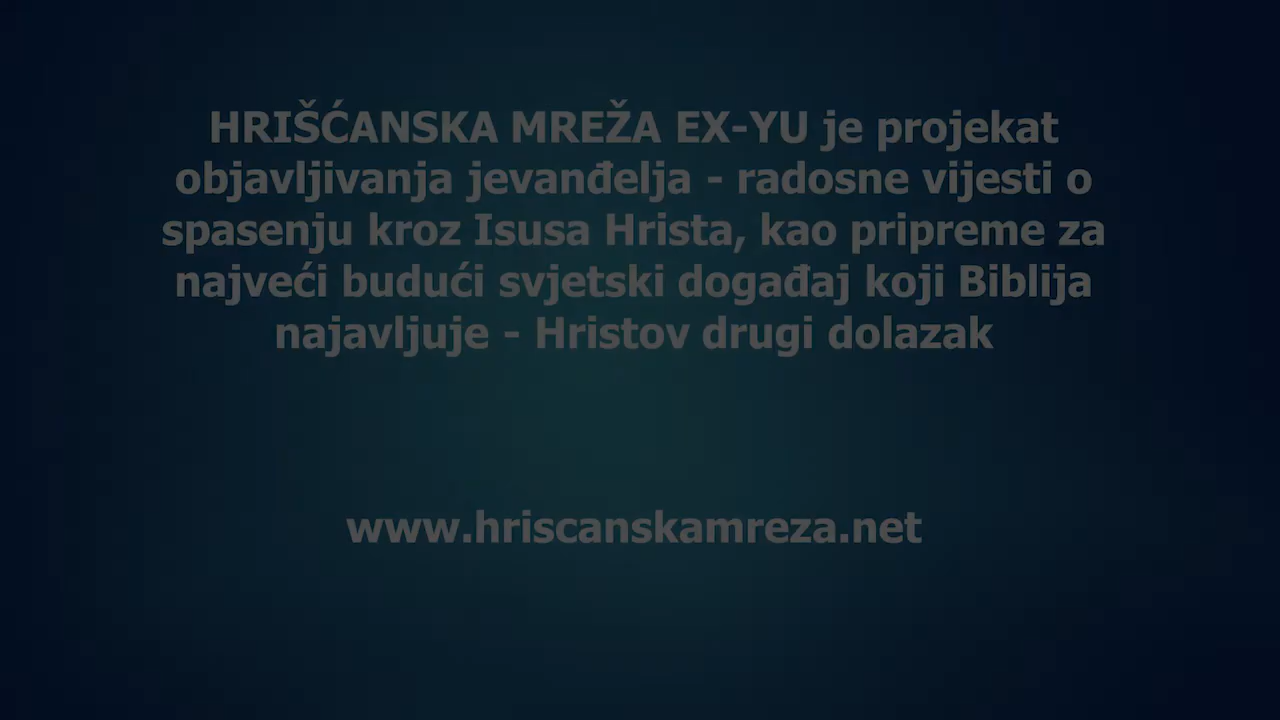 HRIŠĆANSKA MREŽA EX-YU je projekat
objavljivanja jevanđelja - radosne vijesti o
spasenju kroz Isusa Hrista, kao pripreme za
najveći budući svjetski događaj koji Biblija
najavljuje - Hristov drugi dolazak
www.hriscanskamreza.net